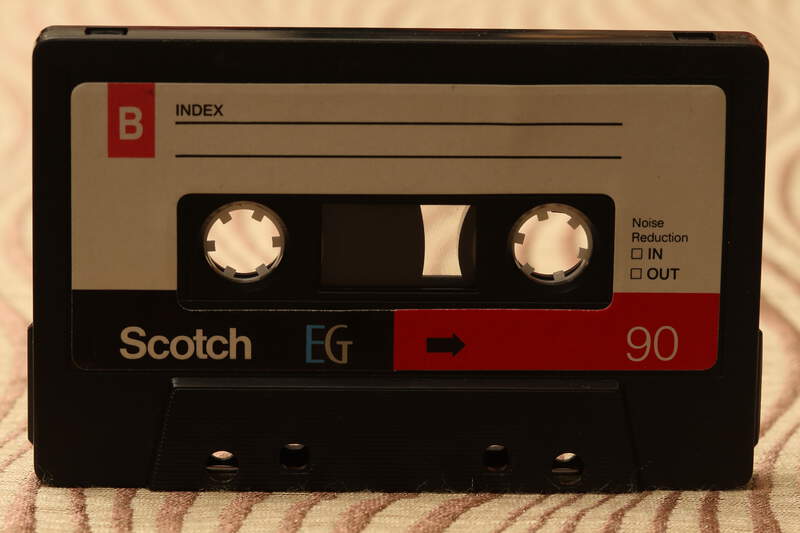 B
INDEX
Noise
Reduction
IN
OUT
Scotch EG 90